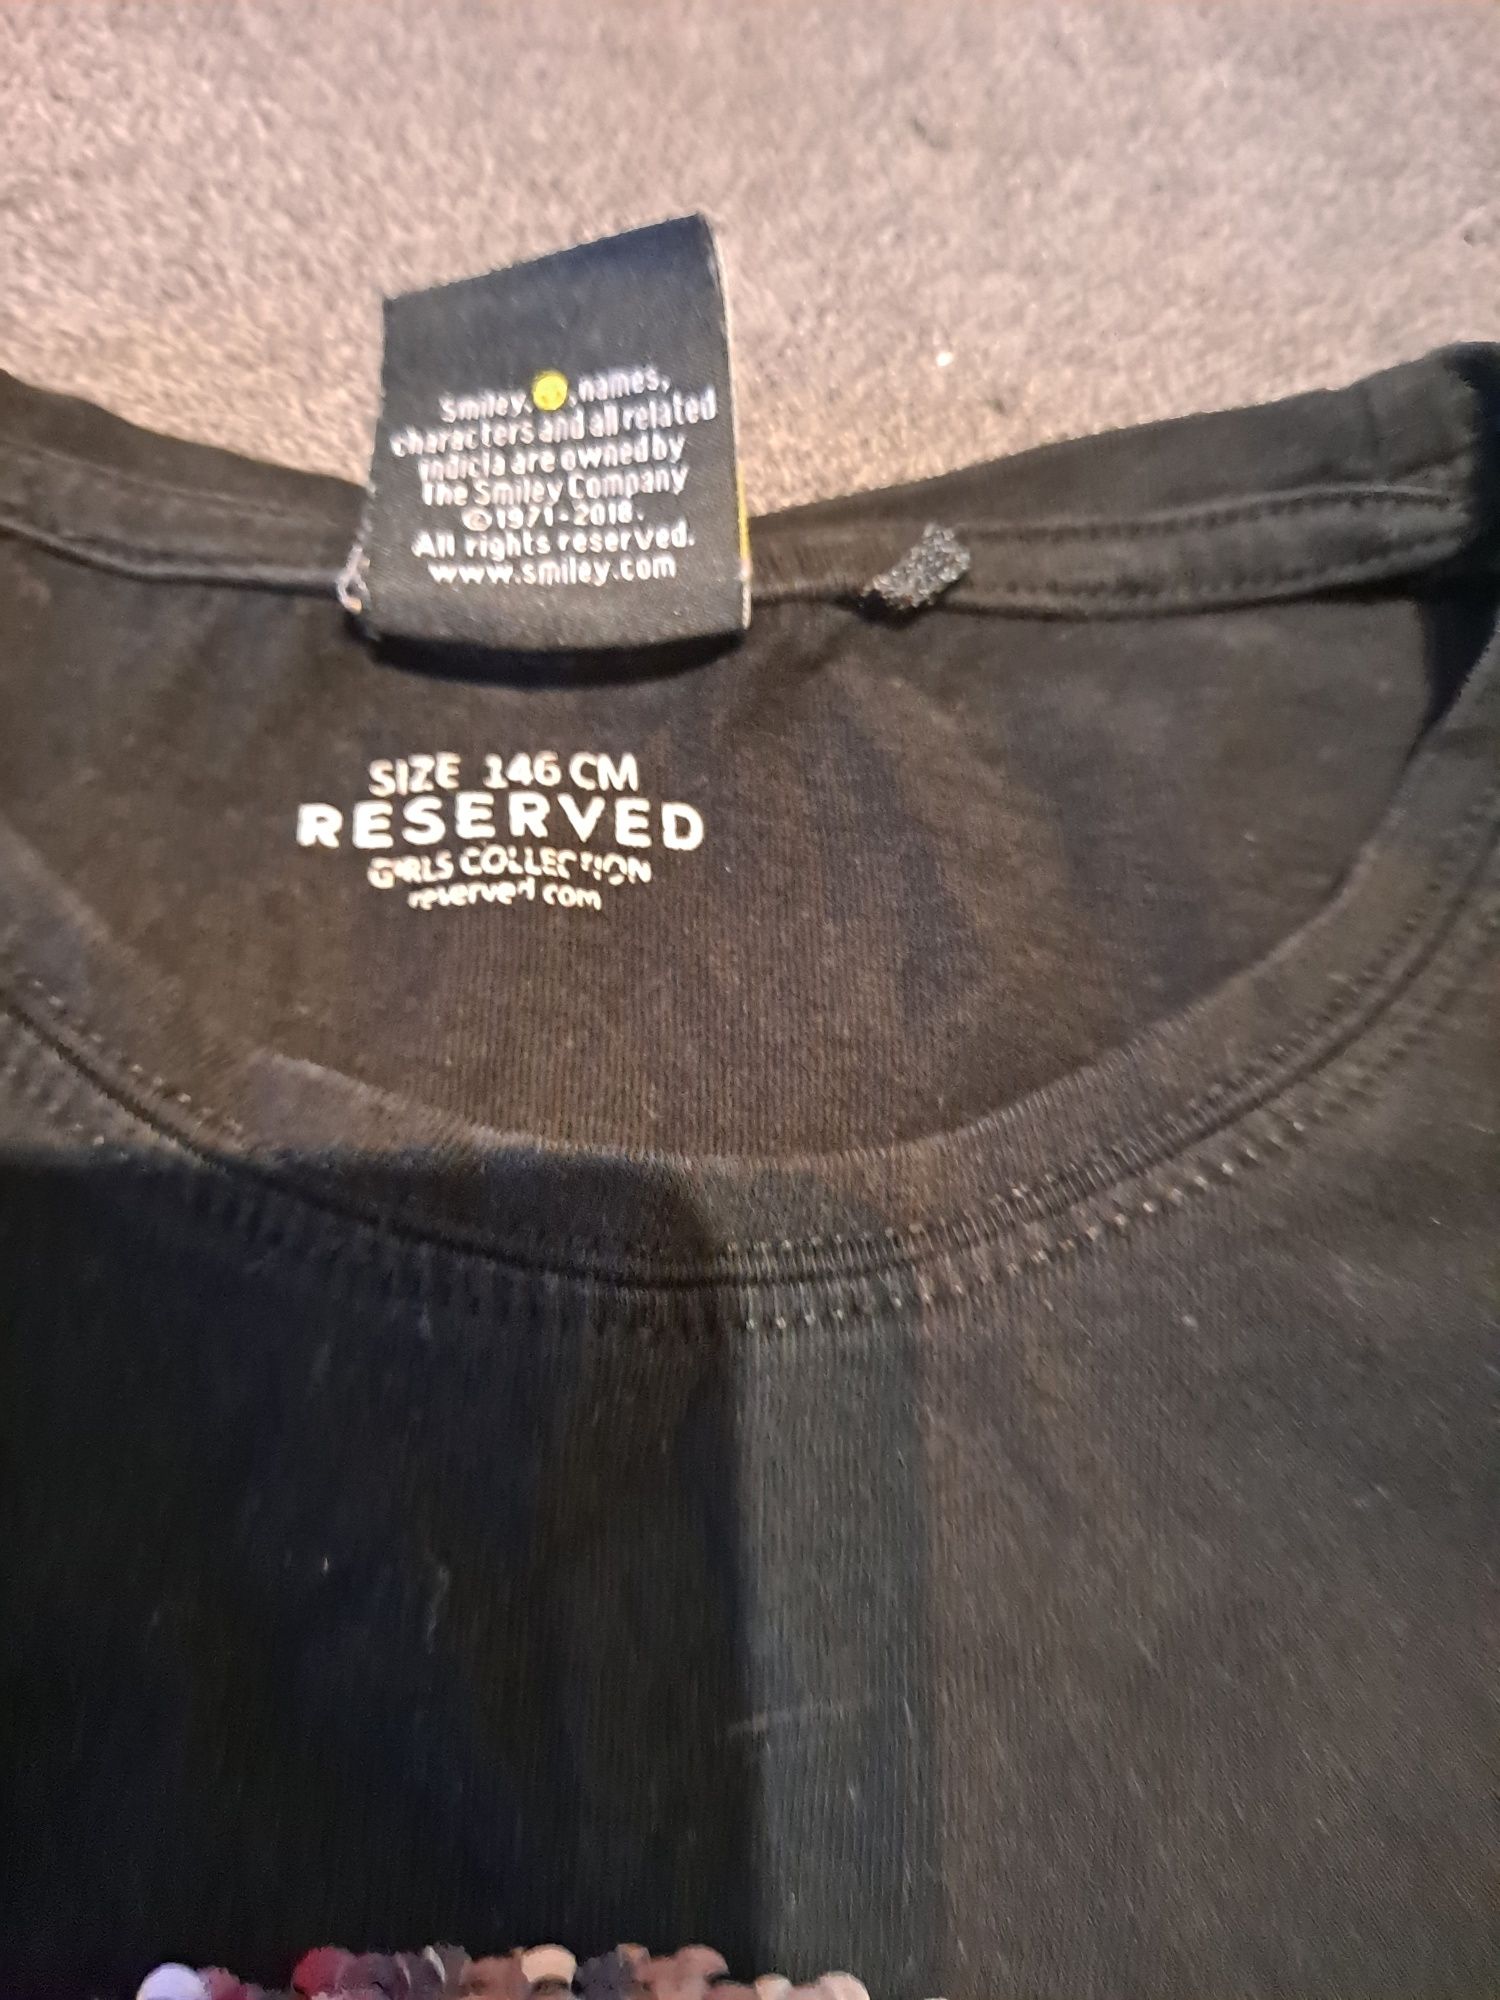 Smiley, , names,
characters and all related
indicia are owned by
The Smiley Company
©1971-2018.
All rights reserved.
www.smiley.com
SIZE 146 CM
RESERVED
GIRLS COLLECTION
reserved.com